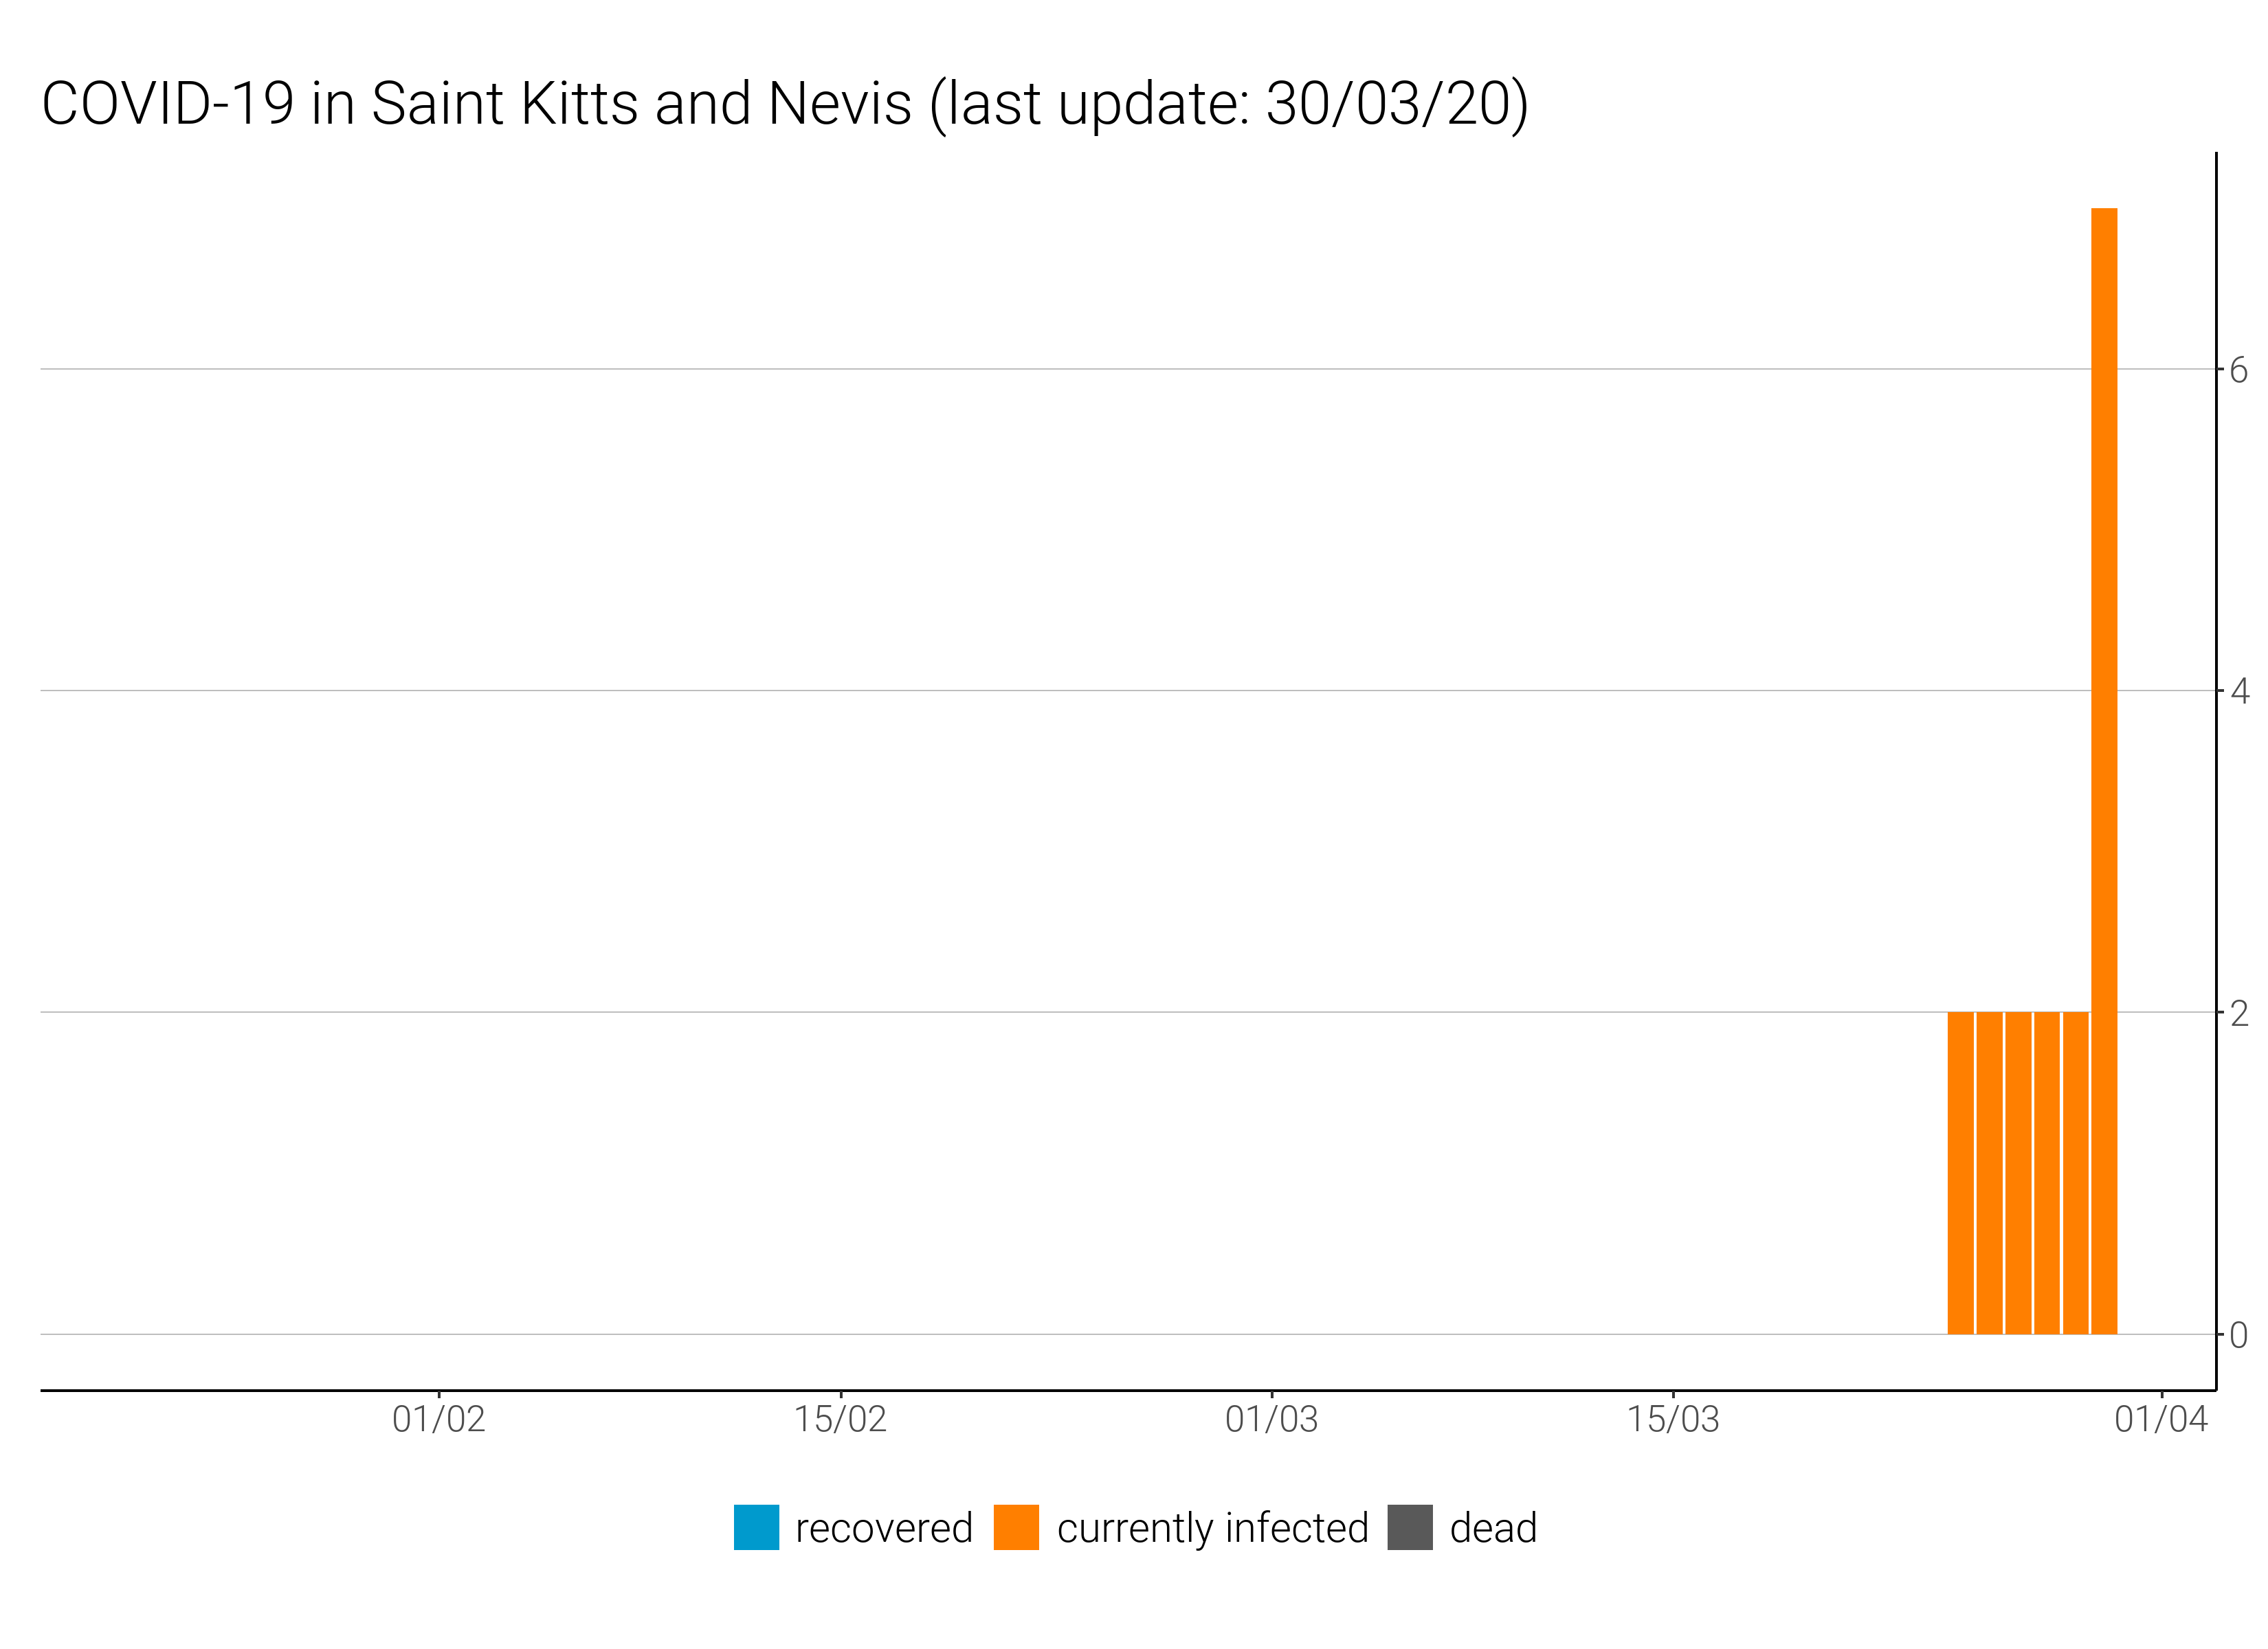 COVID-19 in Saint Kitts and Nevis (last update: 30/03/20)
6
4
2
0
01/02 15/02 01/03 15/03 01/04
recovered currently infected dead